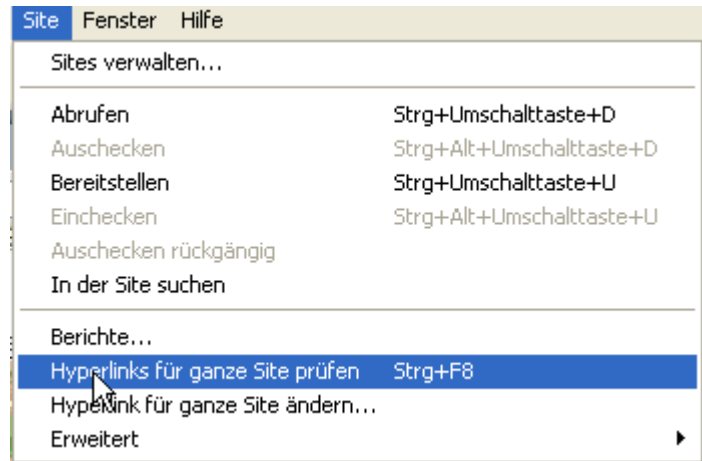 Site Fenster Hilfe
Sites verwalten...
Abrufen Strg+Umschalttaste+D
Auschecken Strg+Alt+Umschalttaste+D
Bereitstellen Strg+Umschalttaste+U
Einchecken Strg+Alt+Umschalttaste+U
Auschecken rückgängig
In der Site suchen
Berichte...
Hyperlinks für ganze Site prüfen Strg+F8
Hyperlink für ganze Site ändern...
Erweitert